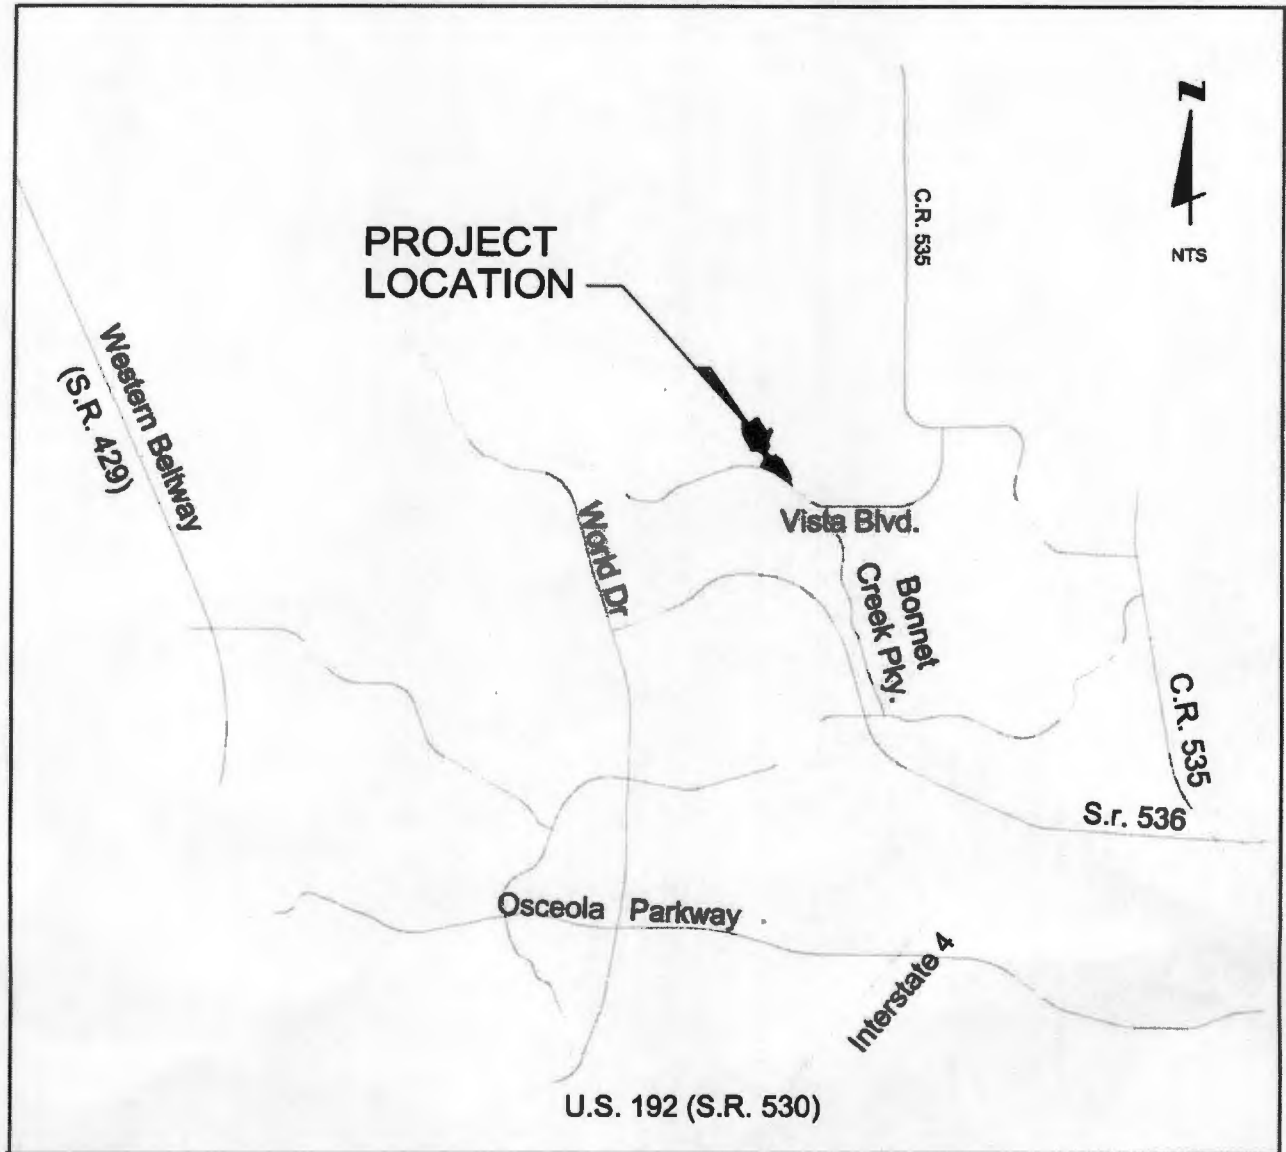 N
NTS
C.R. 535
PROJECT
LOCATION
Western Beltway
(S.R. 429)
World Dr
Vista Blvd.
Bonnet
Creek Pky.
C.R. 535
S.r. 536
Osceola Parkway
Interstate 4
U.S. 192 (S.R. 530)